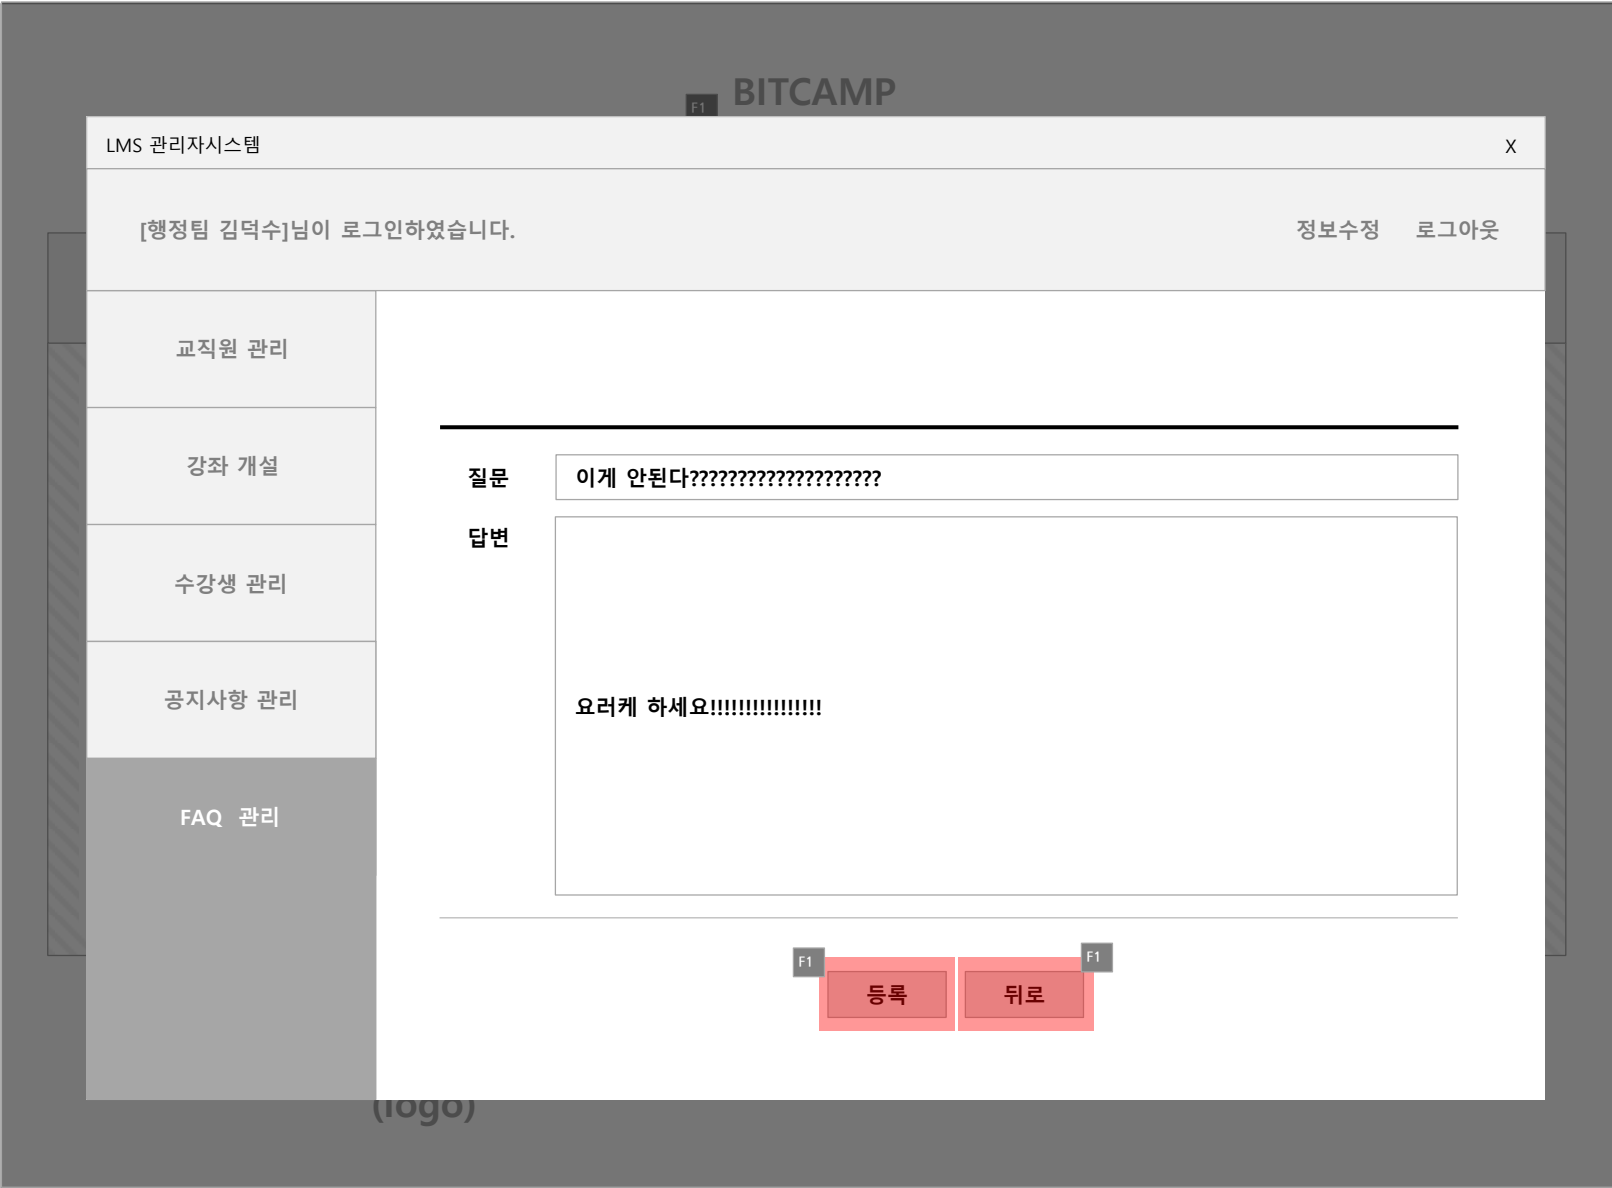 BITCAMP
F1
LMS 관리자시스템
X
[행정팀 김덕수]님이 로그인하였습니다.
정보수정
로그아웃
교직원 관리
강좌 개설
수강생 관리
공지사항 관리
FAQ 관리
질문
이게 안된다????????????????????
답변
요러케 하세요!!!!!!!!!!!!!!!!
F1
등록
F1
뒤로
(logo)